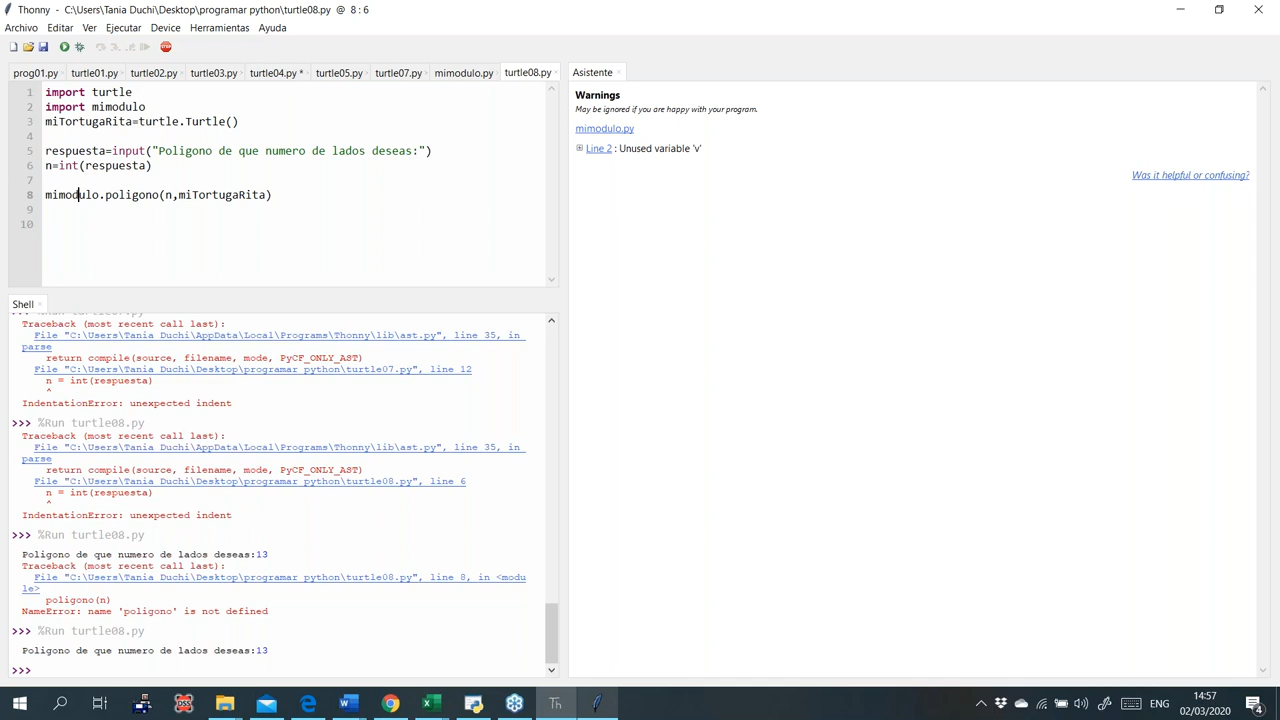 Thonny - C:\Users\Tania Duchi\Desktop\programar python\turtle08.py @ 8 : 6
Archivo Editar Ver Ejecutar Device Herramientas Ayuda
prog01.py turtle01.py turtle02.py turtle03.py turtle04.py * turtle05.py turtle07.py mimodulo.py turtle08.py
1 import turtle
2 import mimodulo
3 miTortugaRita=turtle.Turtle()
4
5 respuesta=input("Poligono de que numero de lados deseas:")
6 n=int(respuesta)
7
8 mimodulo.poligono(n,miTortugaRita)
9
10
Shell
%Run turtle07.py
Traceback (most recent call last):
File "C:\Users\Tania Duchi\AppData\Local\Programs\Thonny\lib\ast.py", line 35, in
parse
return compile(source, filename, mode, PyCF_ONLY_AST)
File "C:\Users\Tania Duchi\Desktop\programar python\turtle07.py", line 12
n = int(respuesta)
^
IndentationError: unexpected indent
>>> %Run turtle08.py
Traceback (most recent call last):
File "C:\Users\Tania Duchi\AppData\Local\Programs\Thonny\lib\ast.py", line 35, in
parse
return compile(source, filename, mode, PyCF_ONLY_AST)
File "C:\Users\Tania Duchi\Desktop\programar python\turtle08.py", line 6
n = int(respuesta)
^
IndentationError: unexpected indent
>>> %Run turtle08.py
Poligono de que numero de lados deseas:13
Traceback (most recent call last):
File "C:\Users\Tania Duchi\Desktop\programar python\turtle08.py", line 8, in <modu
le>
poligono(n)
NameError: name 'poligono' is not defined
>>> %Run turtle08.py
Poligono de que numero de lados deseas:13
>>>
Asistente
Warnings
May be ignored if you are happy with your program.
mimodulo.py
Line 2 : Unused variable 'v'
Was it helpful or confusing?
DSS
Th
ENG
14:57
02/03/2020
4